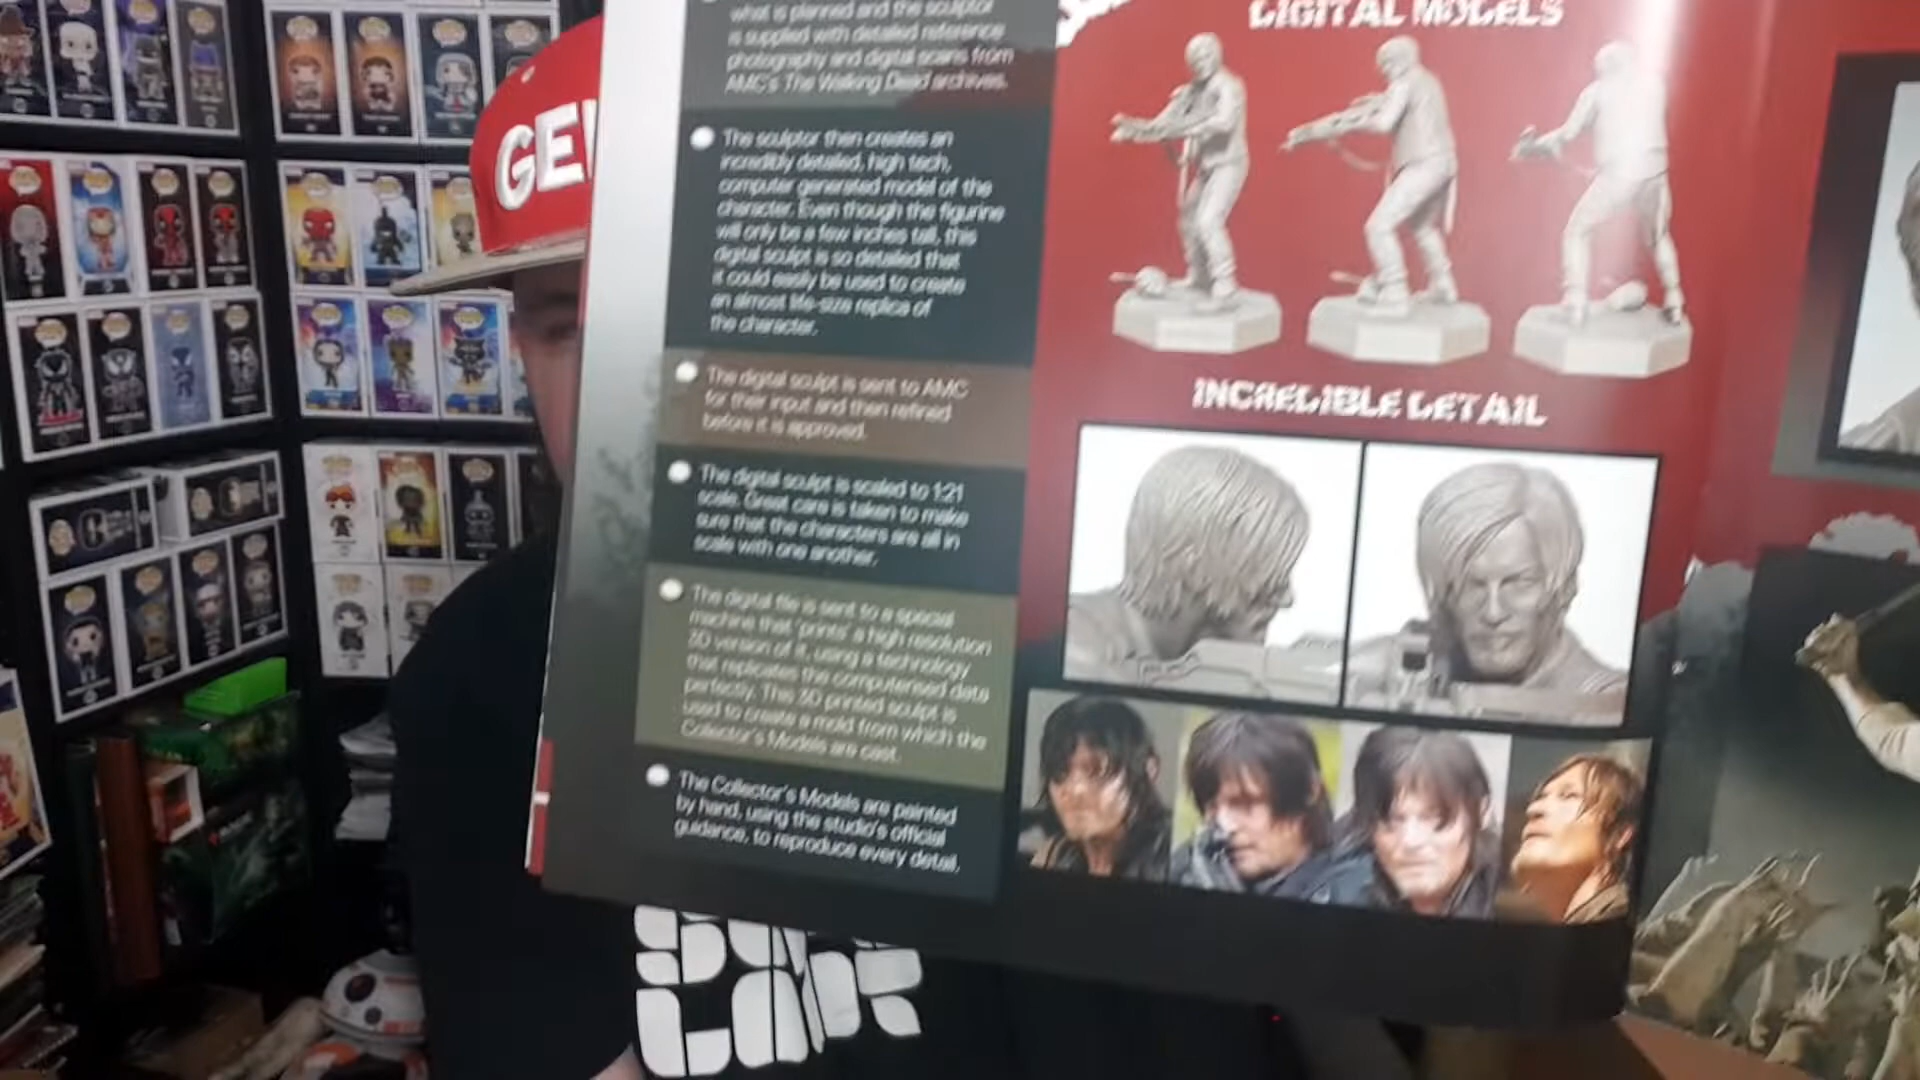 what is planned and the sculptor
is supplied with detailed reference
photography and digital scans from
AMC's The Walking Dead archives.
The sculptor then creates an
incredibly detailed, high tech,
computer generated model of the
character. Even though the figurine
will only be a few inches tall, this
digital sculpt is so detailed that
it could easily be used to create
an almost life-size replica of
the character.
The digital sculpt is sent to AMC
for their input and then refined
before it is approved.
The digital sculpt is scaled to 1:21
scale. Great care is taken to make
sure that the characters are all in
scale with one another.
The digital file is sent to a special
machine that 'prints' a high resolution
3D version of it, using a technology
that replicates the computerised data
perfectly. This 3D printed sculpt is
used to create a mold from which the
Collector's Models are cast.
The Collector's Models are painted
by hand, using the studio's official
guidance, to reproduce every detail.
DIGITAL MODELS
INCREDIBLE DETAIL
GE